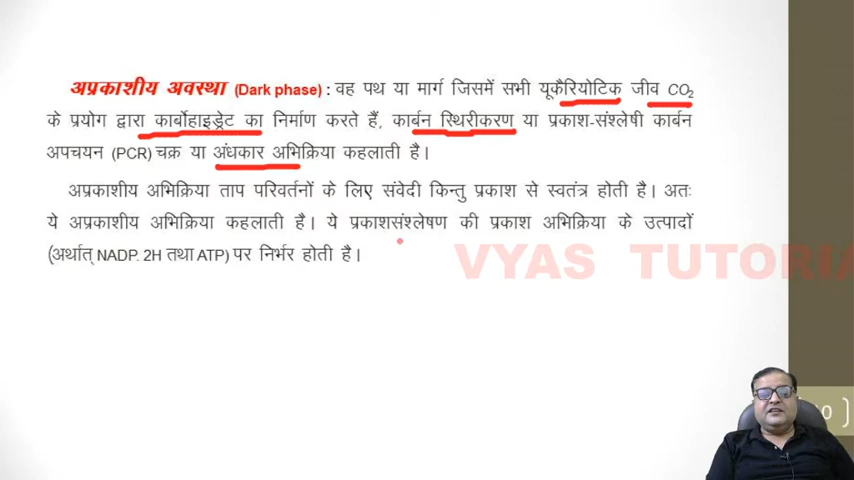 अप्रकाशीय अवस्था (Dark phase) : वह पथ या मार्ग जिसमें सभी यूकैरियोटिक जीव CO₂
के प्रयोग द्वारा कार्बोहाइड्रेट का निर्माण करते हैं, कार्बन स्थिरीकरण या प्रकाश-संश्लेषी कार्बन
अपचयन (PCR) चक्र या अंधकार अभिक्रिया कहलाती है।
अप्रकाशीय अभिक्रिया ताप परिवर्तनों के लिए संवेदी किन्तु प्रकाश से स्वतंत्र होती है। अतः
ये अप्रकाशीय अभिक्रिया कहलाती है। ये प्रकाशसंश्लेषण की प्रकाश अभिक्रिया के उत्पादों
(अर्थात् NADP. 2H तथा ATP) पर निर्भर होती है।
VYAS TUTORIA